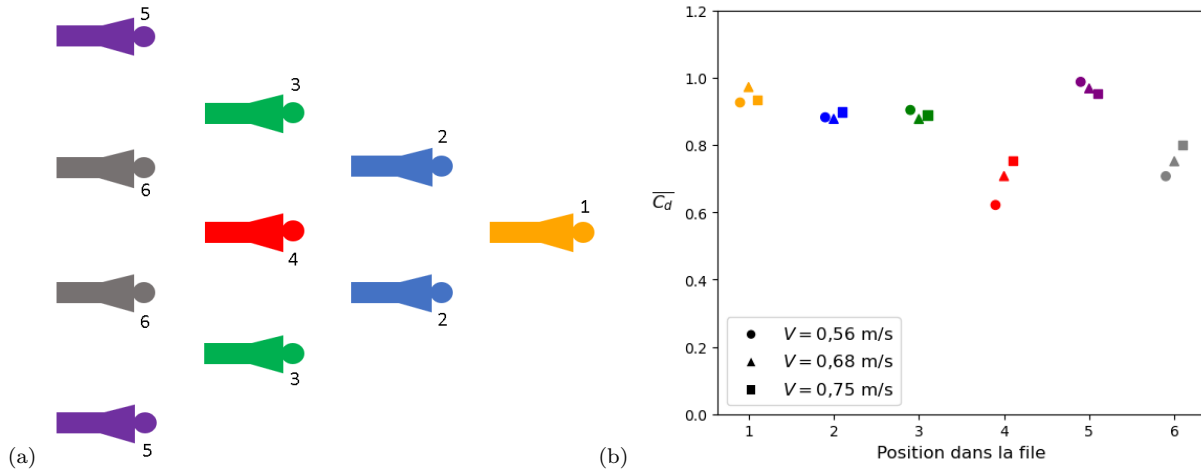 5
3
2
6
1
4
6
2
3
5
(a)
1.2
1.0
0.8
0.6
0.4
0.2
0.0
$\overline{C_d}$
V = 0,56 m/s
V = 0,68 m/s
V = 0,75 m/s
1 2 3 4 5 6
Position dans la file
(b)